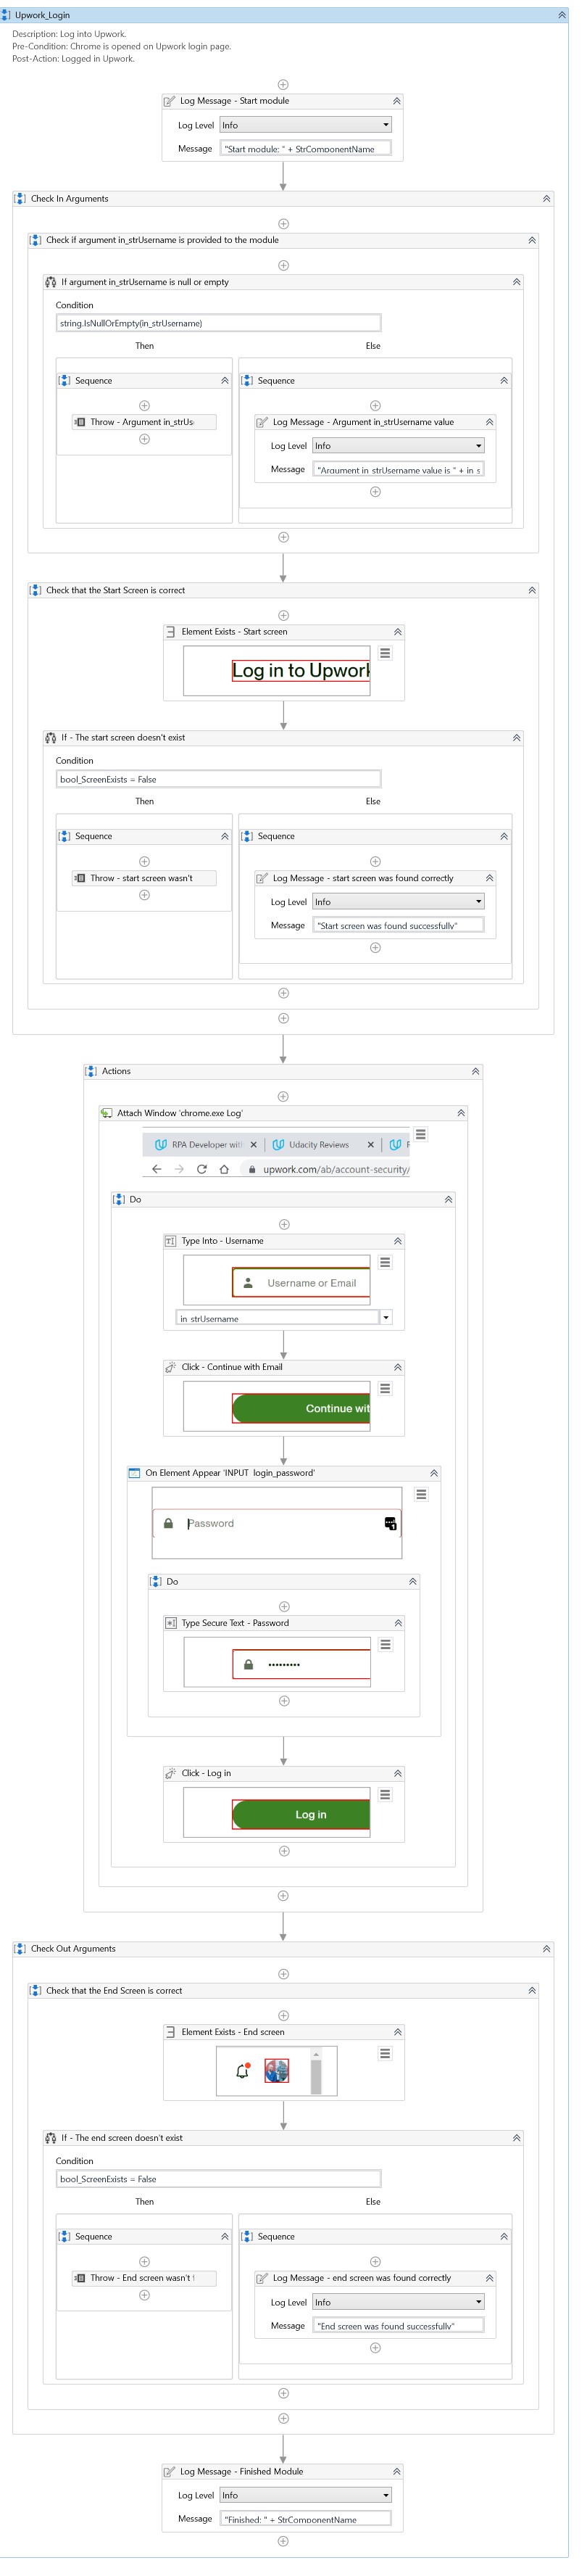 Upwork_Login
Description: Log into Upwork.
Pre-Condition: Chrome is opened on Upwork login page.
Post-Action: Logged in Upwork.
Log Message - Start module
Log Level Info
Message "Start module: " + StrComponentName
Check In Arguments
Check if argument in_strUsername is provided to the module
If argument in_strUsername is null or empty
Condition
string.IsNullOrEmpty(in_strUsername)
Then Else
Sequence Sequence
Throw - Argument in_strUs Log Message - Argument in_strUsername value
Log Level Info
Message "Argument in_strUsername value is " + in_s
Check that the Start Screen is correct
Element Exists - Start screen
Log in to Upwork
If - The start screen doesn't exist
Condition
bool_ScreenExists = False
Then Else
Sequence Sequence
Throw - start screen wasn't Log Message - start screen was found correctly
Log Level Info
Message "Start screen was found successfully"
Actions
Attach Window 'chrome.exe Log'
RPA Developer wit Udacity Reviews
upwork.com/ab/account-security/
Do
Type Into - Username
Username or Email
in_strUsername
Click - Continue with Email
Continue wit
On Element Appear 'INPUT login_password'
Password
Do
Type Secure Text - Password
Click - Log in
Log in
Check Out Arguments
Check that the End Screen is correct
Element Exists - End screen
If - The end screen doesn't exist
Condition
bool_ScreenExists = False
Then Else
Sequence Sequence
Throw - End screen wasn't Log Message - end screen was found correctly
Log Level Info
Message "End screen was found successfully"
Log Message - Finished Module
Log Level Info
Message "Finished: " + StrComponentName